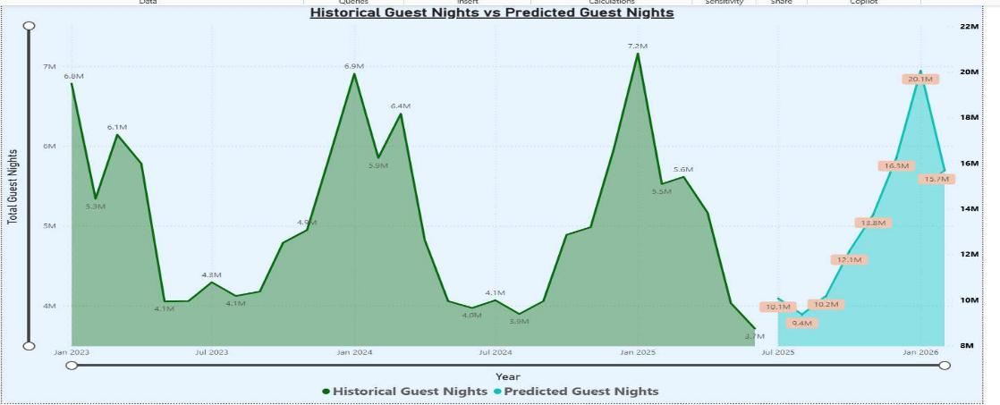 Data Queries Insert Calculations Sensitivity Share Copilot
Historical Guest Nights vs Predicted Guest Nights
22M
7.2M
6.9M
7M
6.8M
20M
20.1M
6.4M
18M
6.1M
6M
5.9M
16.3M
16M
5.6M
15.7M
5.5M
5.3M
14M
4.9M
13.8M
5M
12M
12.1M
4.3M
4.1M
10M
4M
4.1M
4.1M
4.0M
3.9M
10.1M
10.2M
9.4M
3.7M
8M
Jan 2023 Jul 2023 Jan 2024 Jul 2024 Jan 2025 Jul 2025 Jan 2026
Total Guest Nights
Year
Historical Guest Nights Predicted Guest Nights